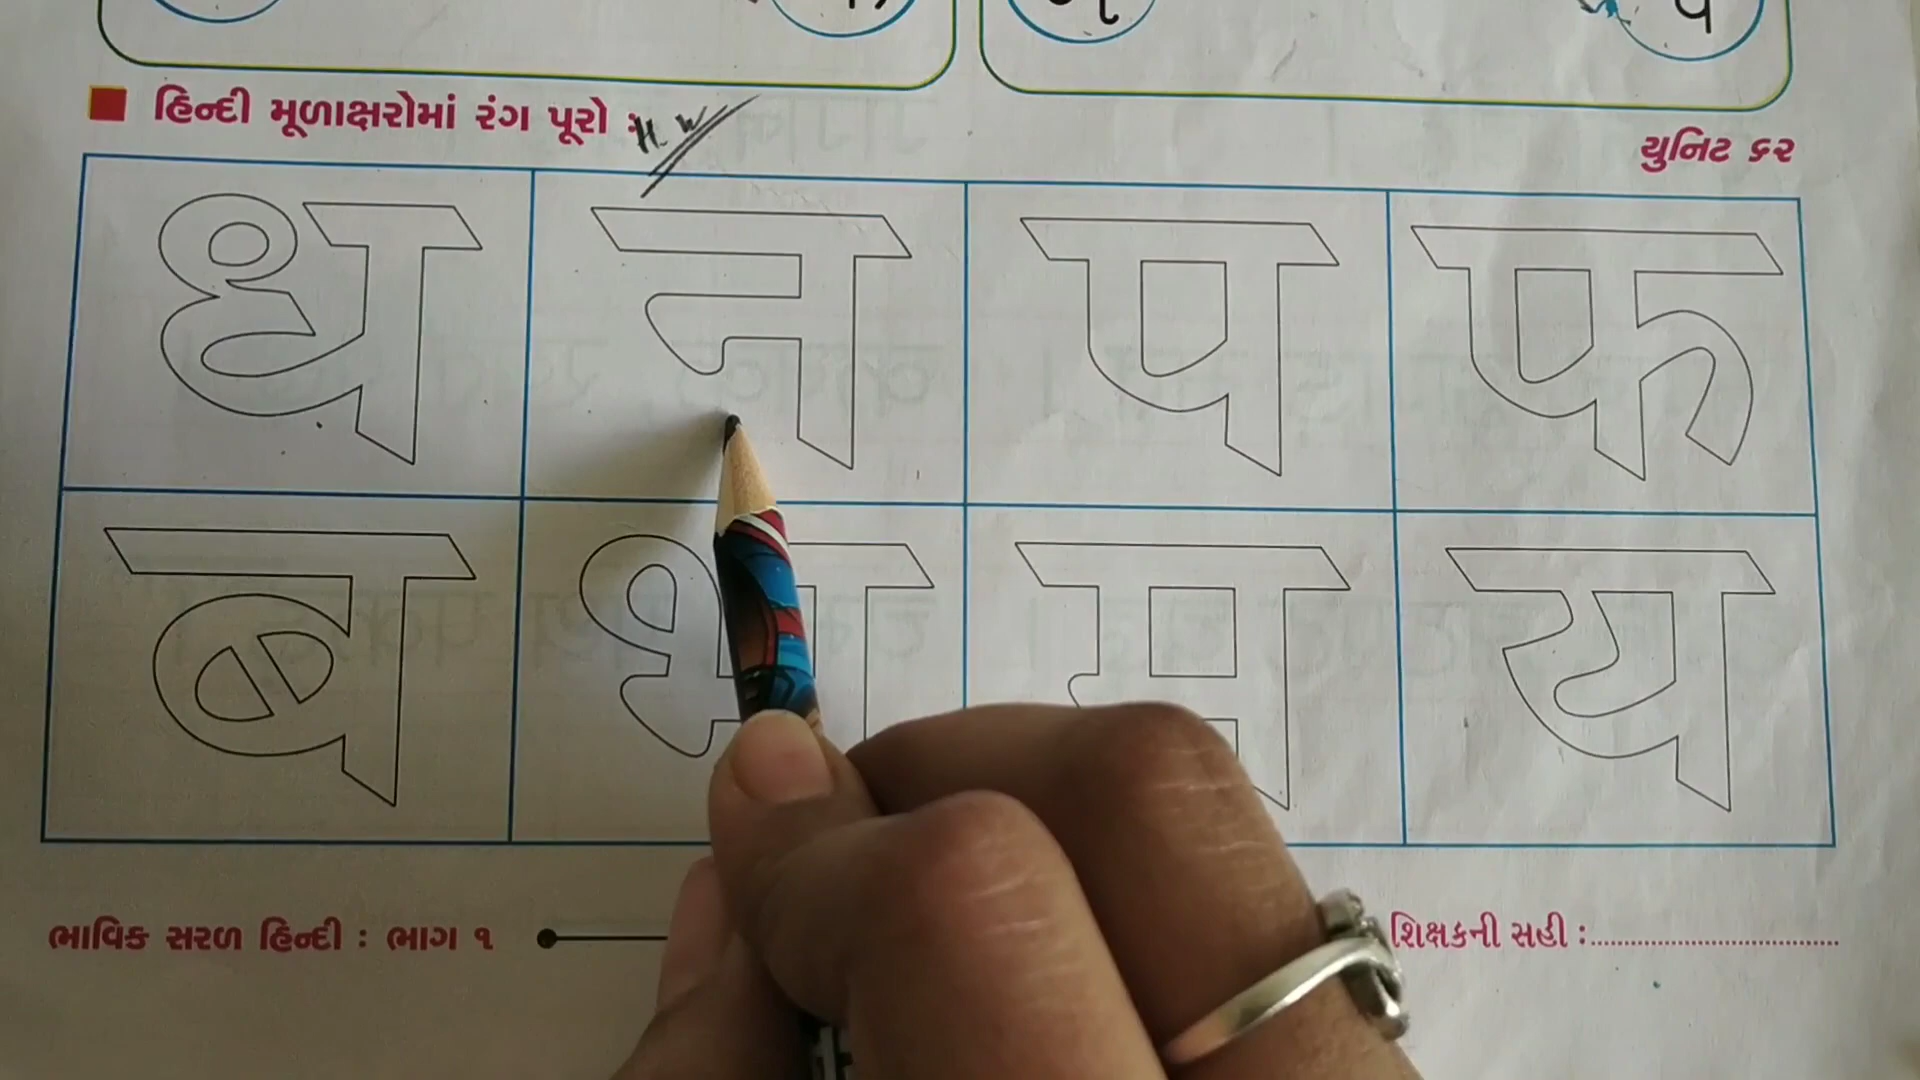 હિન્દી મૂળાક્ષરોમાં રંગ પૂરો : H.W
યુનિટ ૬૨
ध न प फ
ब भ म य
ભાવિક સરળ હિન્દી : ભાગ ૧
શિક્ષકની સહી :